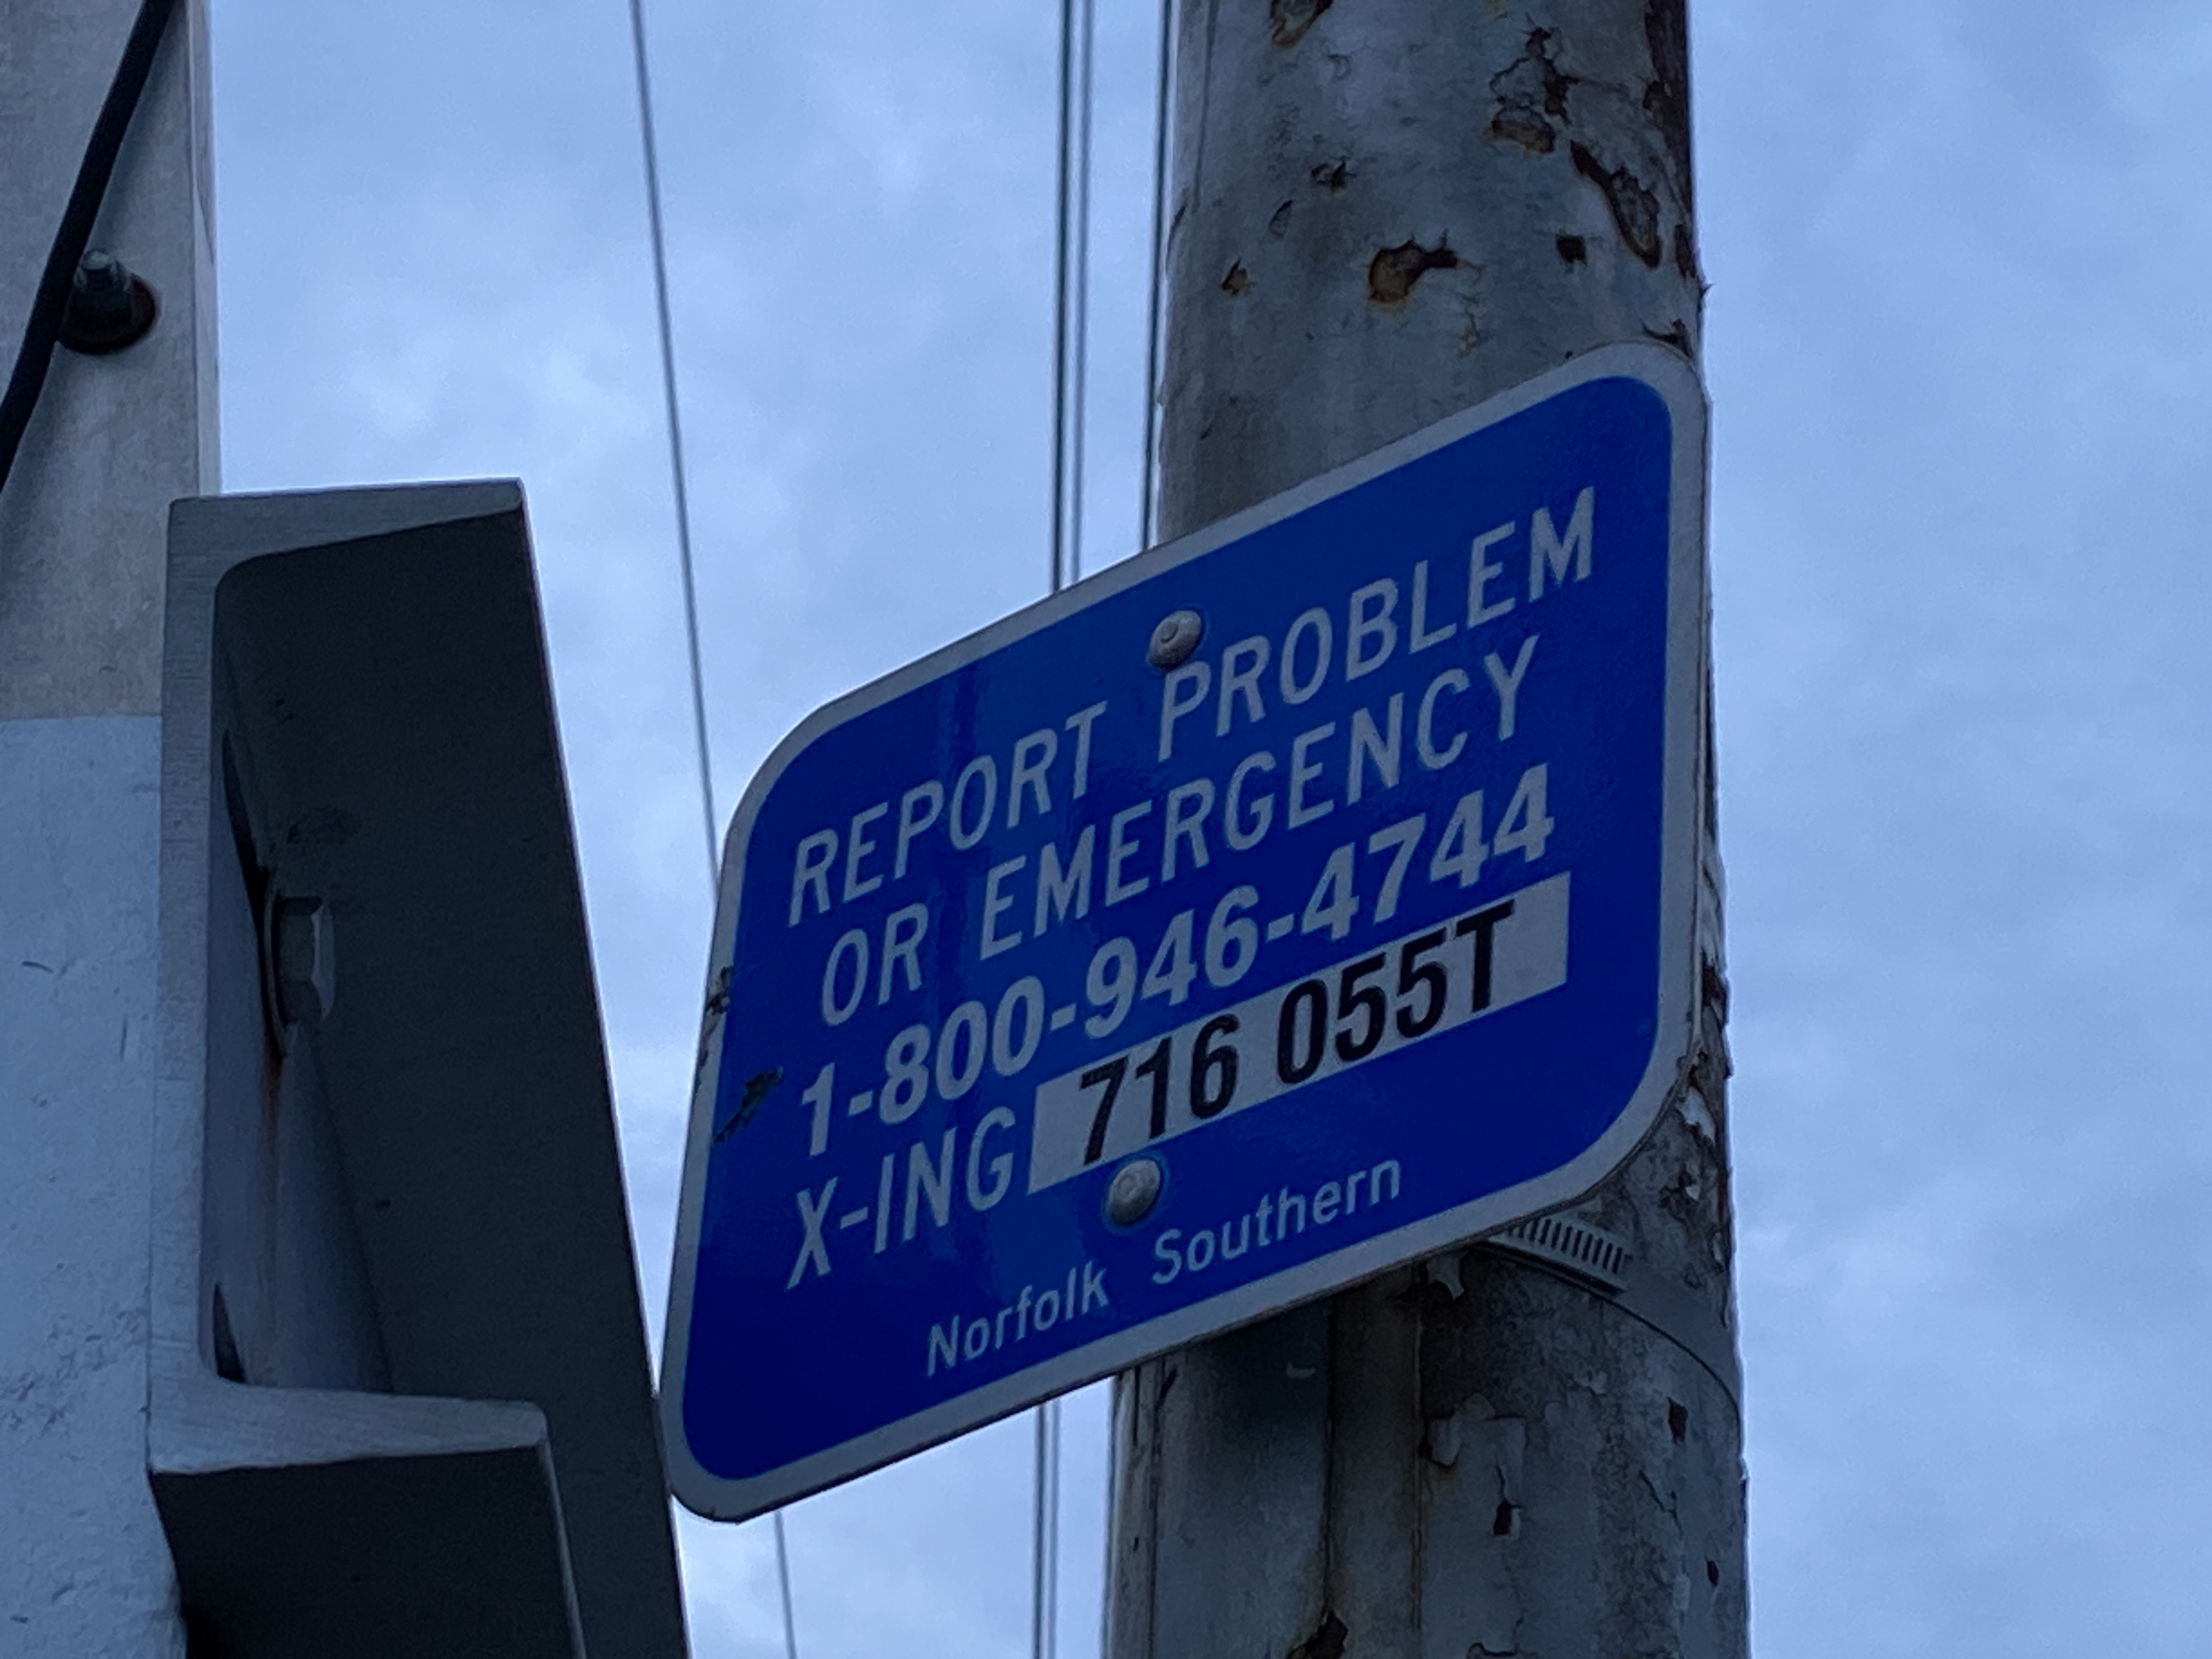 REPORT PROBLEM
OR EMERGENCY
1-800-946-4744
X-ING 716 055T
Norfolk Southern